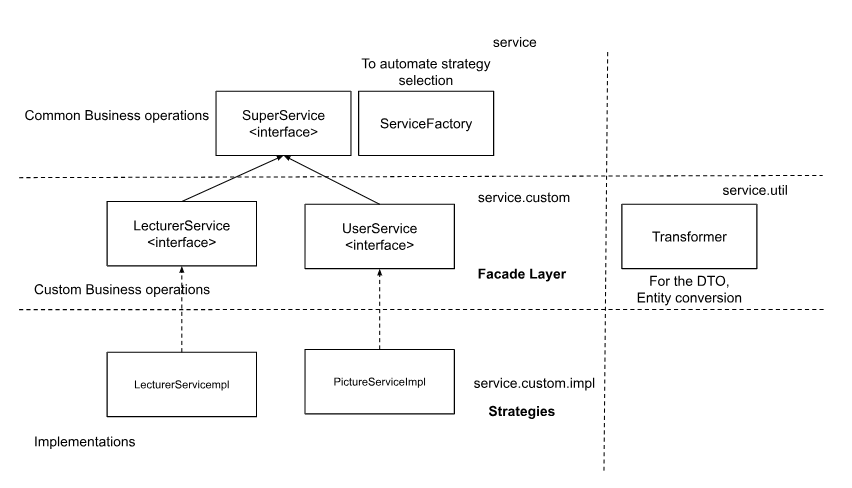 service
To automate strategy
selection
Common Business operations
SuperService
<interface>
ServiceFactory
service.custom
service.util
LecturerService
<interface>
UserService
<interface>
Transformer
Facade Layer
For the DTO,
Entity conversion
Custom Business operations
LecturerServicempl
PictureServiceImpl
service.custom.impl
Strategies
Implementations